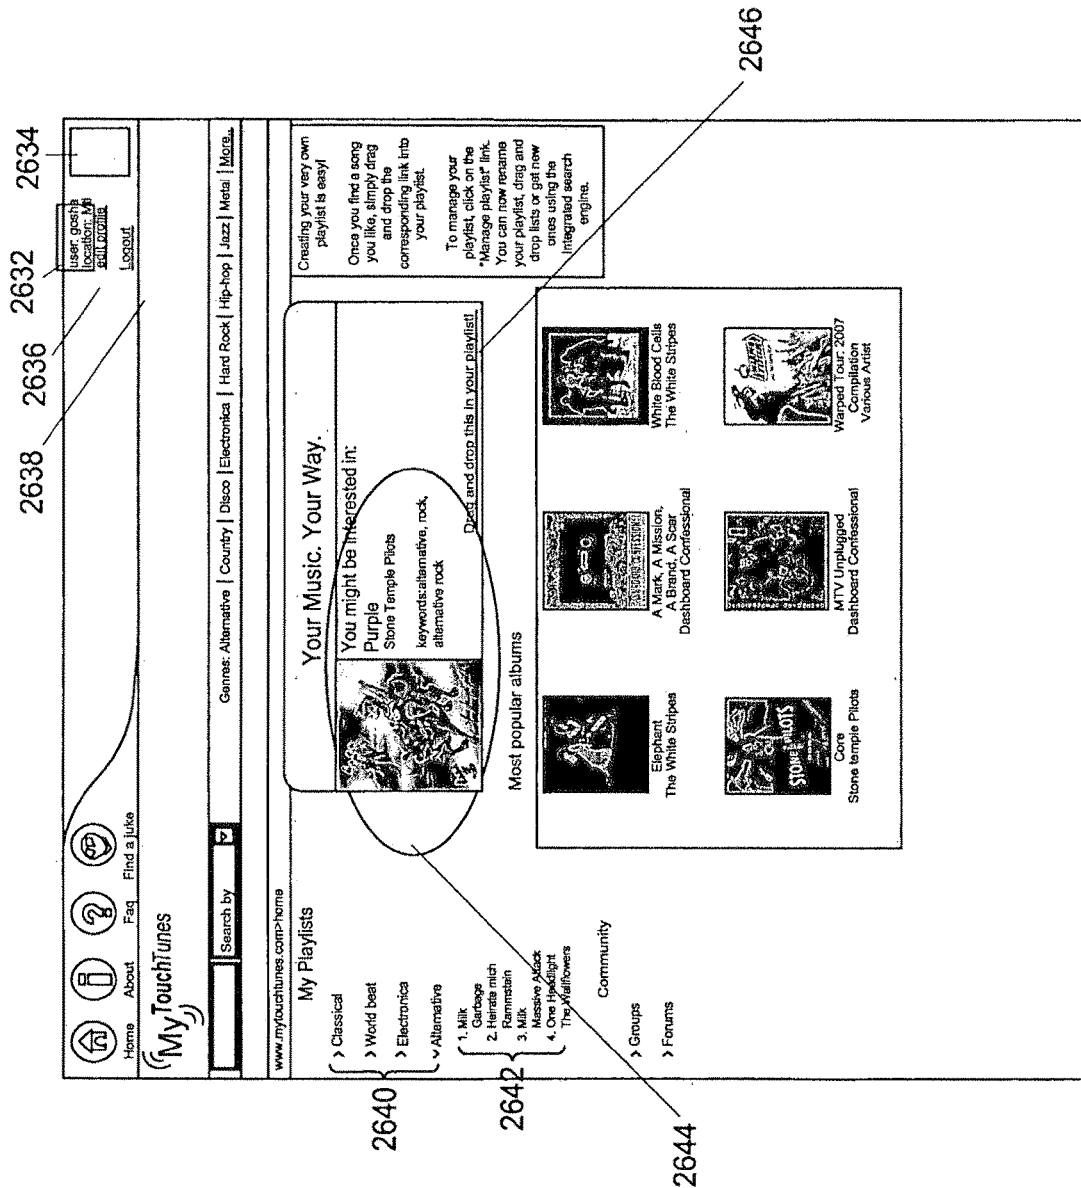 2632
2634
2636
2638
Home
About
Faq
Find a juke
user: gosha
location: Ma
edit profile
Logout
MyTouchTunes
Search by
Genres: Alternative | Country | Disco | Electronica | Hard Rock | Hip-hop | Jazz | Metal | More..
www.mytouchtunes.com>home
My Playlists
> Classical
> World beat
> Electronica
Alternative
1. Milk
Garbage
2. Heirate mich
Rammstein
3. Milk
Massive Attack
4. One Headlight
The Wallflowers
Community
> Groups
> Forums
2640
2642
2644
Your Music. Your Way.
You might be interested in:
Purple
Stone Temple Pilots
keywords:alternative, rock,
alternative rock
Drag and drop this in your playlist!
2646
Creating your very own
playlist is easy!
Once you find a song
you like, simply drag
and drop the
corresponding link into
your playlist.
To manage your
playlist, click on the
"Manage playlist" link.
You can now rename
your playlist, drag and
drop lists or get new
ones using the
integrated search
engine.
Most popular albums
Elephant
The White Stripes
A Mark, A Mission,
A Brand, A Scar
Dashboard Confessional
White Blood Cells
The White Stripes
STONE PILOTS
Core
Stone temple Pilots
MTV Unplugged
Dashboard Confessional
Warped Tour: 2007
Compilation
Various Artist